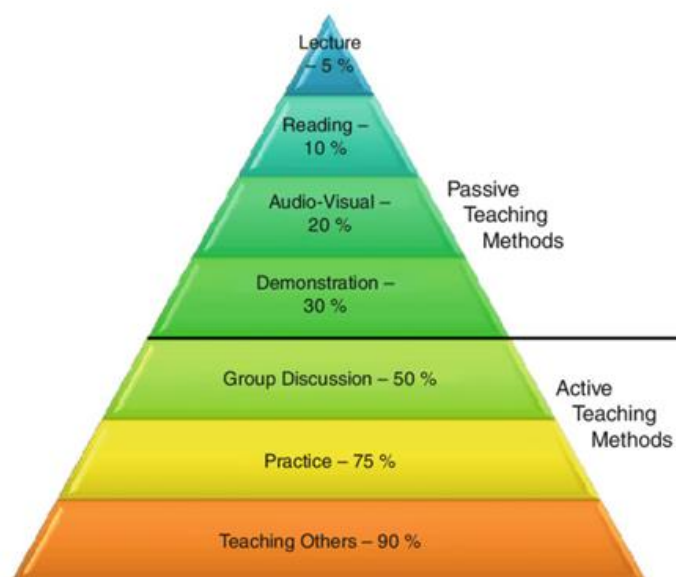 Lecture
– 5 %
Reading –
10 %
Audio-Visual –
20 %
Passive
Teaching
Methods
Demonstration –
30 %
Group Discussion – 50 %
Active
Teaching
Methods
Practice – 75 %
Teaching Others – 90 %